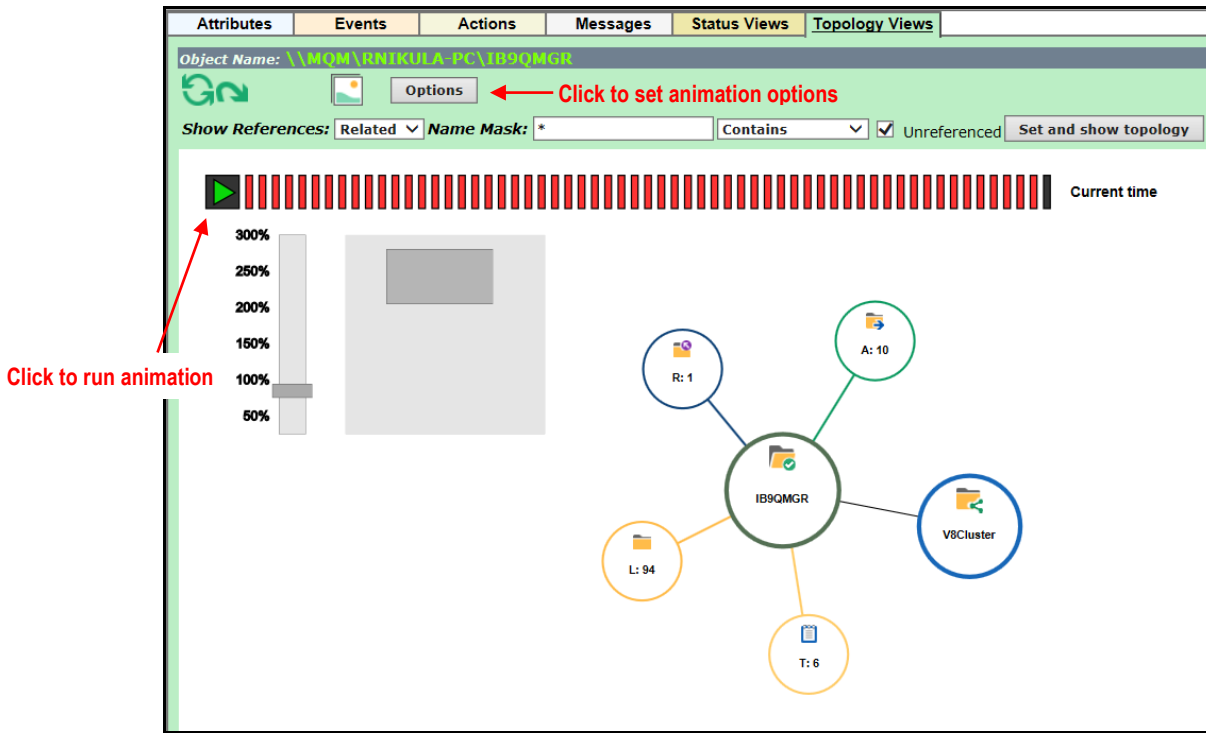 Attributes Events Actions Messages Status Views Topology Views
Object Name: \\MQM\RNIKULA-PC\IB9QMGR
Options Click to set animation options
Show References: Related Name Mask: * Contains Unreferenced Set and show topology
Current time
300%
250%
200%
150%
100%
50%
Click to run animation
A: 10
R: 1
IB9QMGR
V8Cluster
L: 94
T: 6